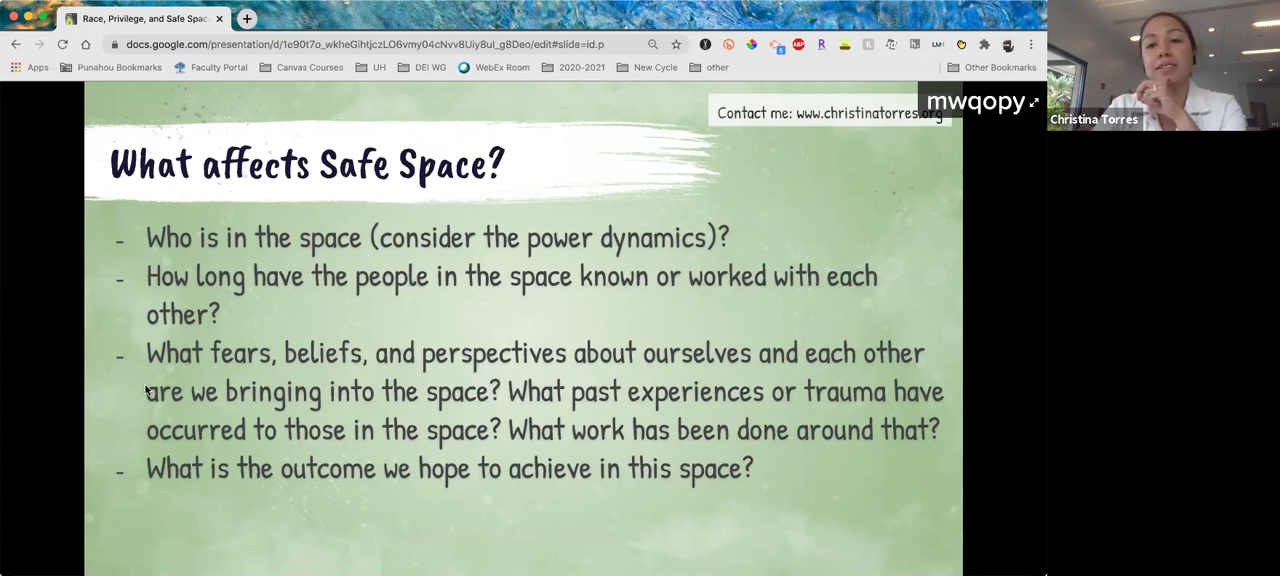 Race, Privilege, and Safe Spac
docs.google.com/presentation/d/1e90t7o_wkheGihtjczLO6vmy04cNvv8Uiy8ul_g8Deo/edit#slide=id.p
Apps
Punahou Bookmarks
Faculty Portal
Canvas Courses
UH
DEI WG
WebEx Room
2020-2021
New Cycle
other
Other Bookmarks
Contact me: www.christinatorres.org
mwqopy
Christina Torres
What affects Safe Space?
- Who is in the space (consider the power dynamics)?
- How long have the people in the space known or worked with each
other?
- What fears, beliefs, and perspectives about ourselves and each other
are we bringing into the space? What past experiences or trauma have
occurred to those in the space? What work has been done around that?
- What is the outcome we hope to achieve in this space?